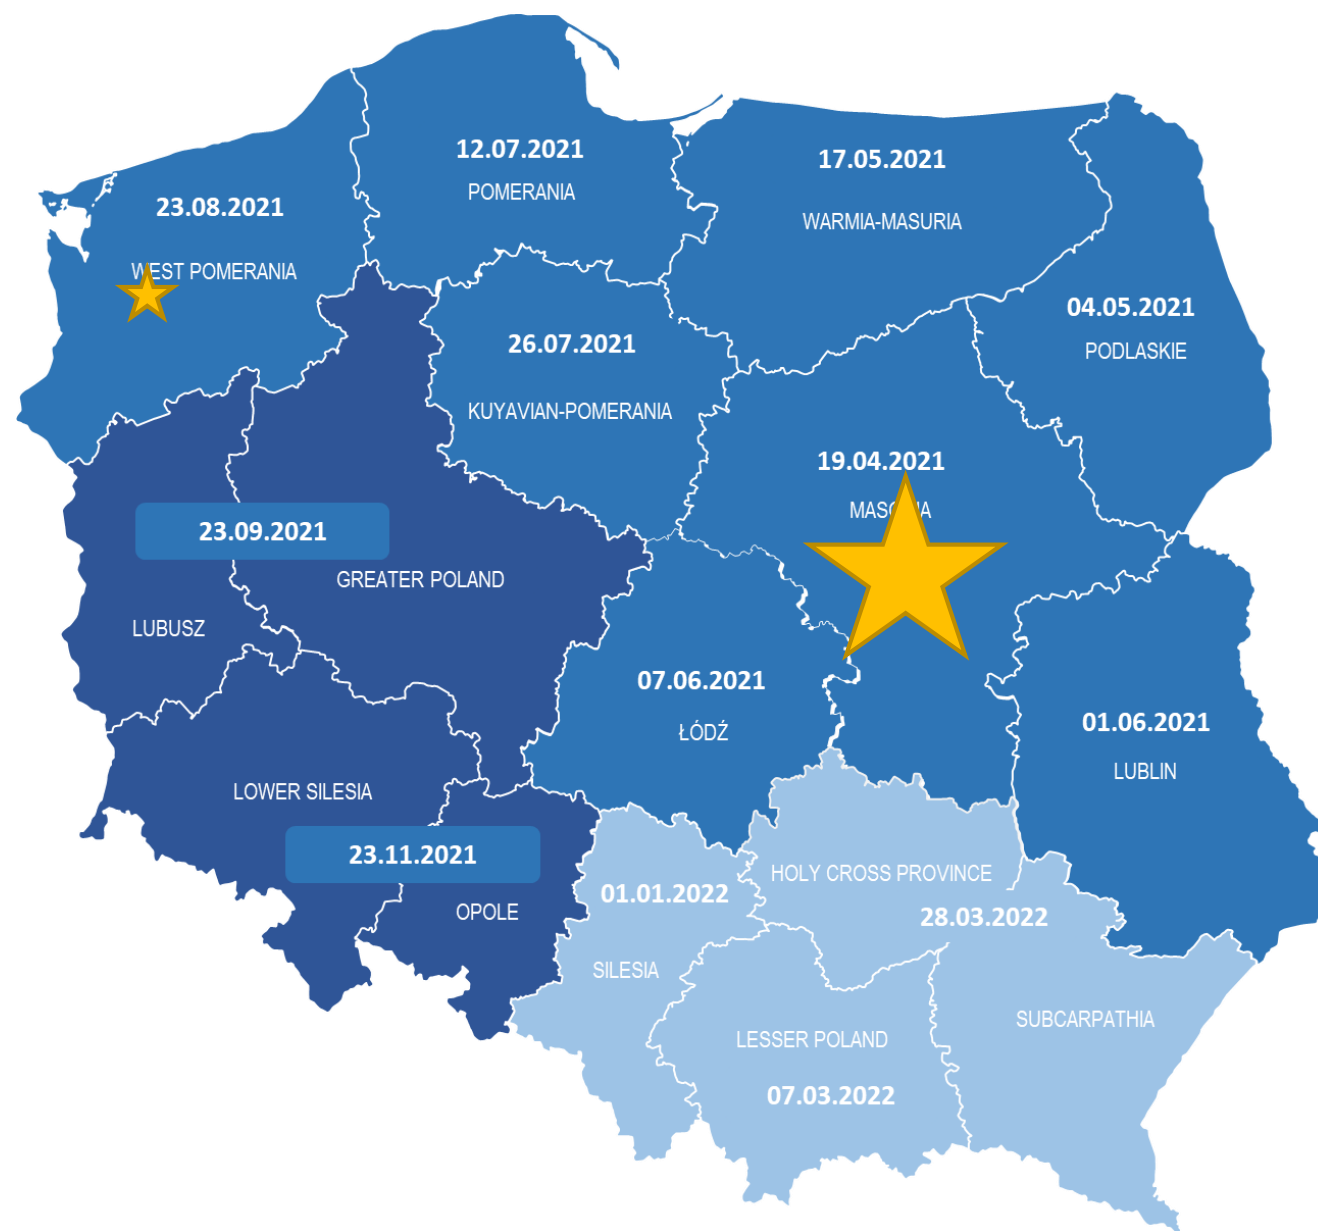 12.07.2021
POMERANIA
17.05.2021
WARMIA-MASURIA
23.08.2021
WEST POMERANIA
04.05.2021
PODLASKIE
26.07.2021
KUYAVIAN-POMERANIA
19.04.2021
23.09.2021
GREATER POLAND
LUBUSZ
07.06.2021
ŁÓDŹ
01.06.2021
LUBLIN
LOWER SILESIA
23.11.2021
OPOLE
HOLY CROSS PROVINCE
01.01.2022
28.03.2022
SILESIA
SUBCARPATHIA
LESSER POLAND
07.03.2022